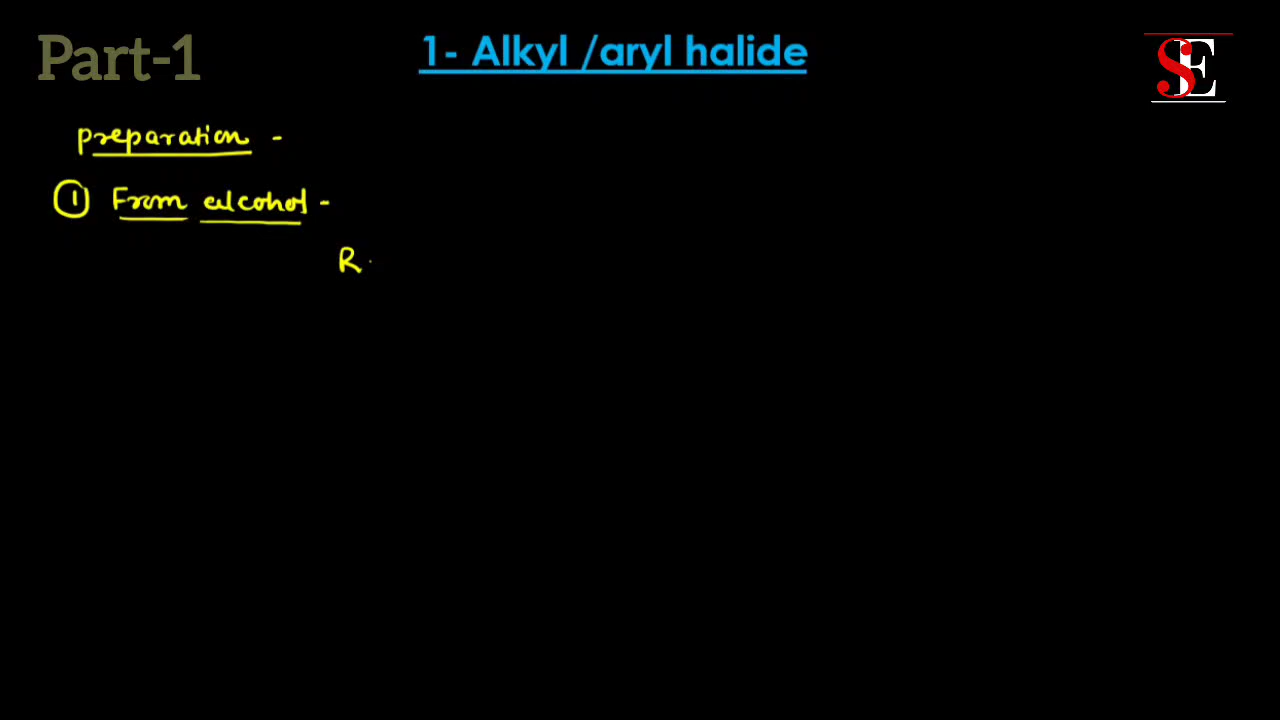 Part-1
1- Alkyl /aryl halide
SE
preparation -
① From alcohol -
R -